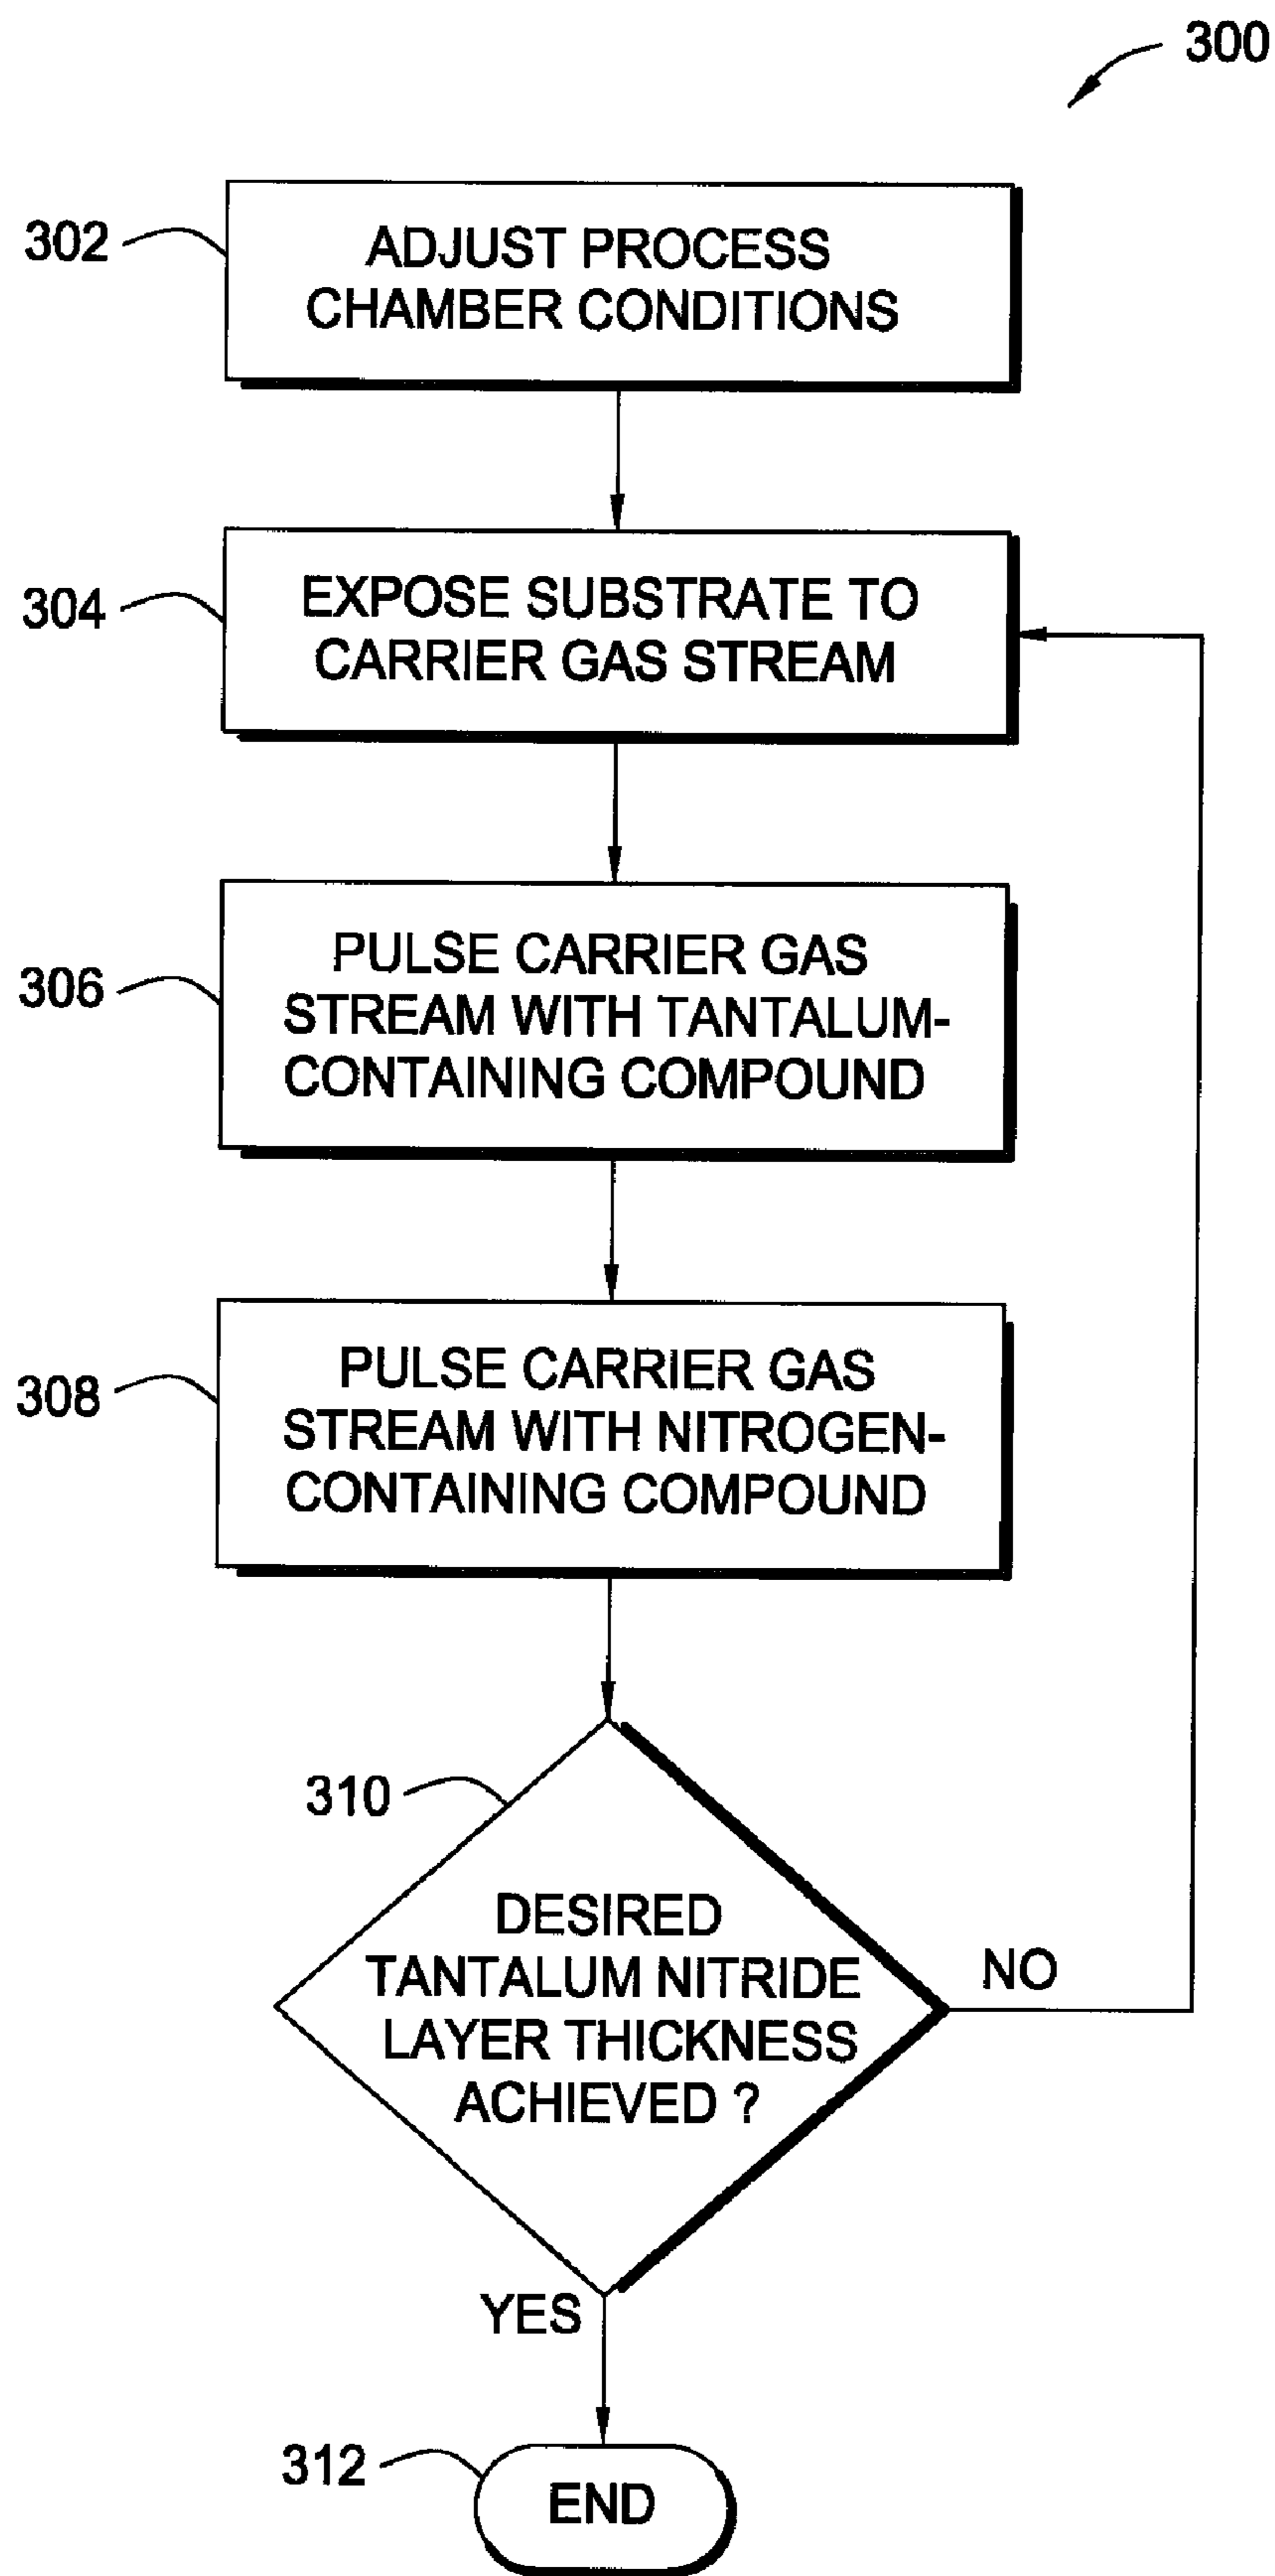 300
302
ADJUST PROCESS
CHAMBER CONDITIONS
304
EXPOSE SUBSTRATE TO
CARRIER GAS STREAM
306
PULSE CARRIER GAS
STREAM WITH TANTALUM-
CONTAINING COMPOUND
308
PULSE CARRIER GAS
STREAM WITH NITROGEN-
CONTAINING COMPOUND
310
DESIRED
TANTALUM NITRIDE
LAYER THICKNESS
ACHIEVED ?
NO
YES
312
END